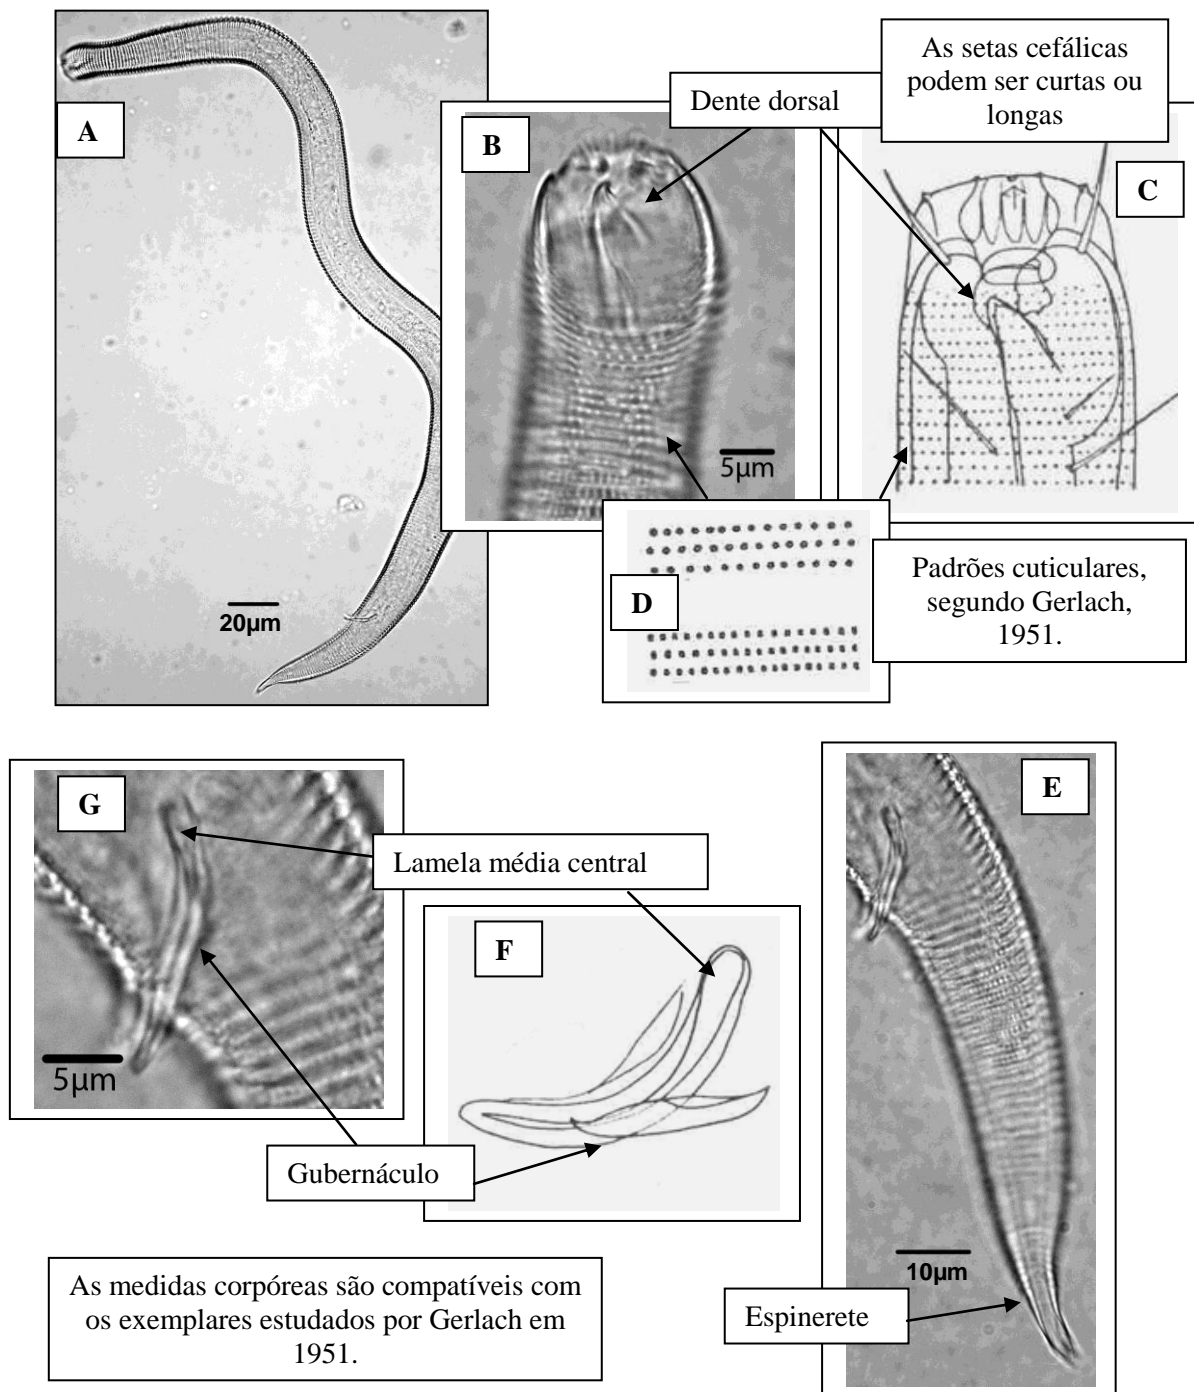 As setas cefálicas
podem ser curtas ou
longas
Dente dorsal
A
B
C
5µm
20µm
D
Padrões cuticulares,
segundo Gerlach,
1951.
G
E
Lamela média central
F
5µm
Gubernáculo
10µm
As medidas corpóreas são compatíveis com
os exemplares estudados por Gerlach em
1951.
Espinerete